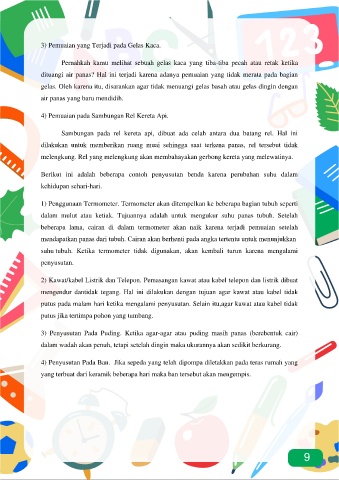 3) Pemuaian yang Terjadi pada Gelas Kaca.
Pernahkah kamu melihat sebuah gelas kaca yang tiba-tiba pecah atau retak ketika
dituangi air panas? Hal ini terjadi karena adanya pemuaian yang tidak merata pada bagian
gelas. Oleh karena itu, disarankan agar tidak menuangi gelas basah atau gelas dingin dengan
air panas yang baru mendidih.
4) Pemuaian pada Sambungan Rel Kereta Api.
Sambungan pada rel kereta api, dibuat ada celah antara dua batang rel. Hal ini
dilakukan untuk memberikan ruang muai sehingga saat terkena panas, rel tersebut tidak
melengkung. Rel yang melengkung akan membahayakan gerbong kereta yang melewatinya.
Berikut ini adalah beberapa contoh penyusutan benda karena perubahan suhu dalam
kehidupan sehari-hari.
1) Penggunaan Termometer. Termometer akan ditempelkan ke beberapa bagian tubuh seperti
dalam mulut atau ketiak. Tujuannya adalah untuk mengukur suhu panas tubuh. Setelah
beberapa lama, cairan di dalam termometer akan naik karena terjadi pemuaian setelah
mendapatkan panas dari tubuh. Cairan akan berhenti pada angka tertentu untuk menunjukkan
suhu tubuh. Ketika termometer tidak digunakan, akan kembali turun karena mengalami
penyusutan.
2) Kawat/kabel Listrik dan Telepon. Pemasangan kawat atau kabel telepon dan listrik dibuat
mengendur dantidak tegang. Hal ini dilakukan dengan tujuan agar kawat atau kabel tidak
putus pada malam hari ketika mengalami penyusutan. Selain itu,agar kawat atau kabel tidak
putus jika tertimpa pohon yang tumbang.
3) Penyusutan Pada Puding. Ketika agar-agar atau puding masih panas (berebentuk cair)
dalam wadah akan penuh, tetapi setelah dingin maka ukurannya akan sedikit berkurang.
4) Penyusutan Pada Ban. Jika sepeda yang telah dipompa diletakkan pada teras rumah yang
yang terbuat dari keramik beberapa hari maka ban tersebut akan mengempis.
9